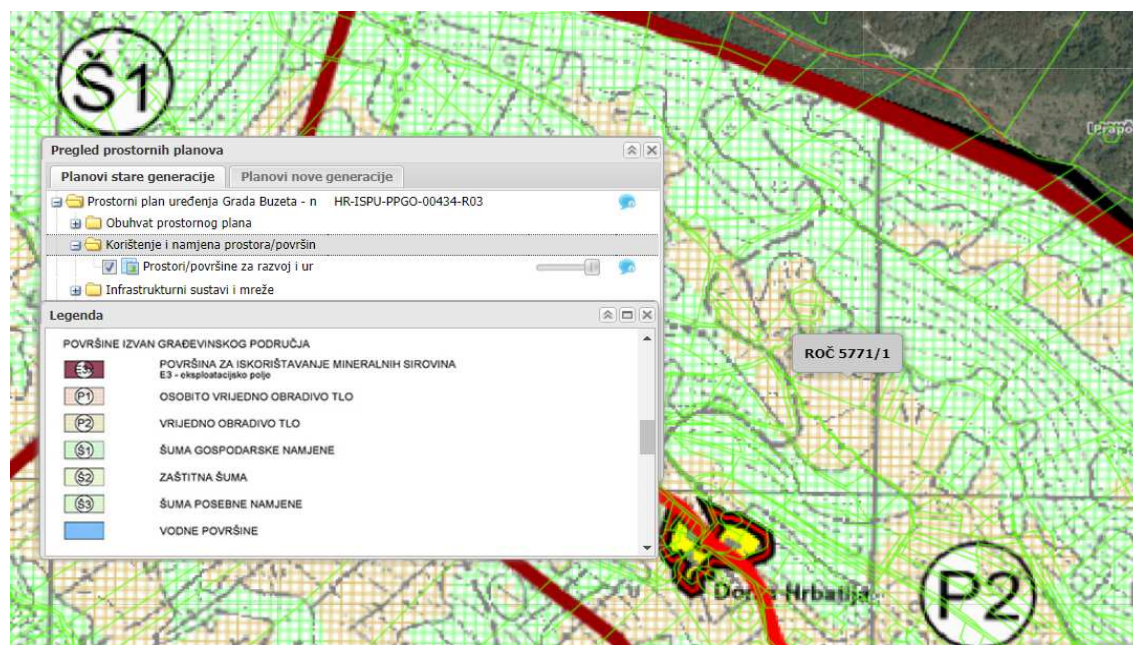 Š1
[Prapo
Pregled prostornih planova
Planovi stare generacije Planovi nove generacije
Prostorni plan uređenja Grada Buzeta - n HR-ISPU-PPGO-00434-R03
Obuhvat prostornog plana
Korištenje i namjena prostora/površin
Prostori/površine za razvoj i ur
Infrastrukturni sustavi i mreže
Legenda
POVRŠINE IZVAN GRAĐEVINSKOG PODRUČJA
E3 POVRŠINA ZA ISKORIŠTAVANJE MINERALNIH SIROVINA
E3 - eksploatacijsko polje
P1 OSOBITO VRIJEDNO OBRADIVO TLO
P2 VRIJEDNO OBRADIVO TLO
Š1 ŠUMA GOSPODARSKE NAMJENE
Š2 ZAŠTITNA ŠUMA
Š3 ŠUMA POSEBNE NAMJENE
VODNE POVRŠINE
ROČ 5771/1
Hrbatija
P2